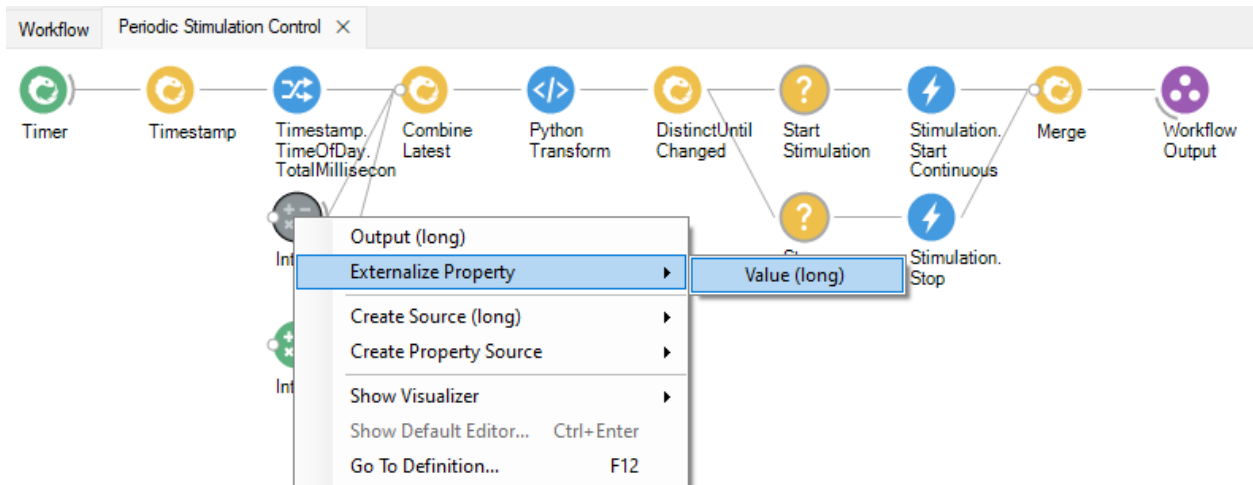 Workflow
Periodic Stimulation Control
Timer
Timestamp
Timestamp.
TimeOfDay.
TotalMillisecon
Combine
Latest
Python
Transform
DistinctUntil
Changed
Start
Stimulation
Stimulation.
Start
Continuous
Merge
Workflow
Output
Stimulation.
Stop
Int
Int
Output (long)
Externalize Property
Value (long)
Create Source (long)
Create Property Source
Show Visualizer
Show Default Editor... Ctrl+Enter
Go To Definition... F12